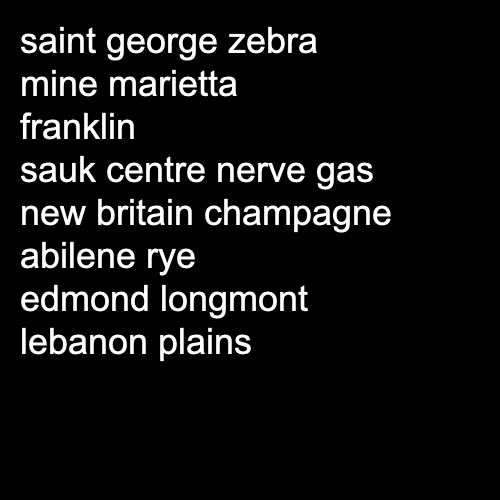 saint george zebra
mine marietta
franklin
sauk centre nerve gas
new britain champagne
abilene rye
edmond longmont
lebanon plains